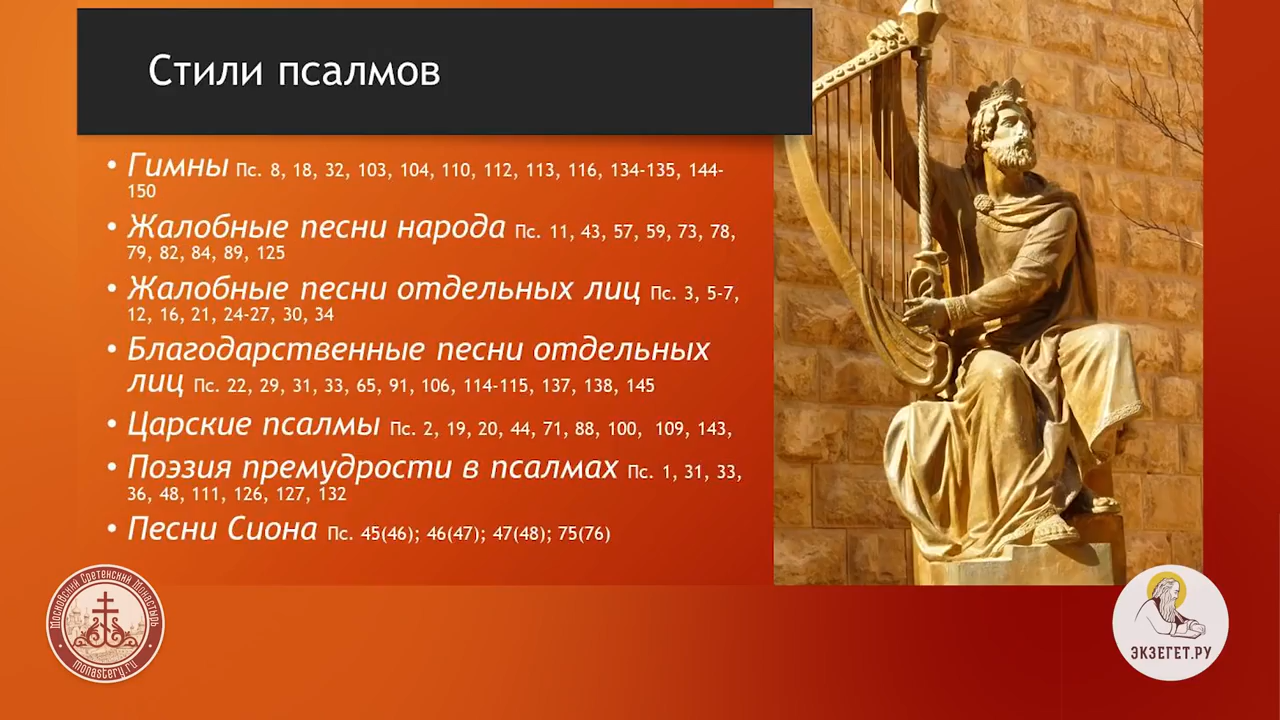 Стили псалмов
• Гимны Пс. 8, 18, 32, 103, 104, 110, 112, 113, 116, 134-135, 144-
150
• Жалобные песни народа Пс. 11, 43, 57, 59, 73, 78,
79, 82, 84, 89, 125
• Жалобные песни отдельных лиц Пс. 3, 5-7,
12, 16, 21, 24-27, 30, 34
• Благодарственные песни отдельных
лиц Пс. 22, 29, 31, 33, 65, 91, 106, 114-115, 137, 138, 145
• Царские псалмы Пс. 2, 19, 20, 44, 71, 88, 100, 109, 143,
• Поэзия премудрости в псалмах Пс. 1, 31, 33,
36, 48, 111, 126, 127, 132
• Песни Сиона Пс. 45(46); 46(47); 47(48); 75(76)
Московский Сретенский Монастырь
monastery.ru
ЭКЗЕГЕТ.РУ